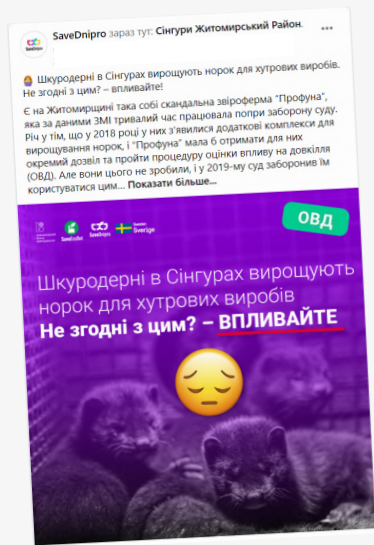 SaveDnipro зараз тут: Сінгури Житомирський Район.
🤷 Шкуродерні в Сінгурах вирощують норок для хутрових виробів.
Не згодні з цим? – впливайте!
Є на Житомирщині така собі скандальна звіроферма "Профуна",
яка за даними ЗМІ тривалий час працювала попри заборону суду.
Річ у тім, що у 2018 році у них з'явилися додаткові комплекси для
вирощування норок, і "Профуна" мала б отримати для них
окремий дозвіл та пройти процедуру оцінки впливу на довкілля
(ОВД). Але вони цього не зробили, і у 2019-му суд заборонив їм
користуватися цим... Показати більше...
SaveEcoBot
SaveDnipro
Sweden
Sverige
ОВД
Шкуродерні в Сінгурах вирощують
норок для хутрових виробів
Не згодні з цим? – ВПЛИВАЙТЕ